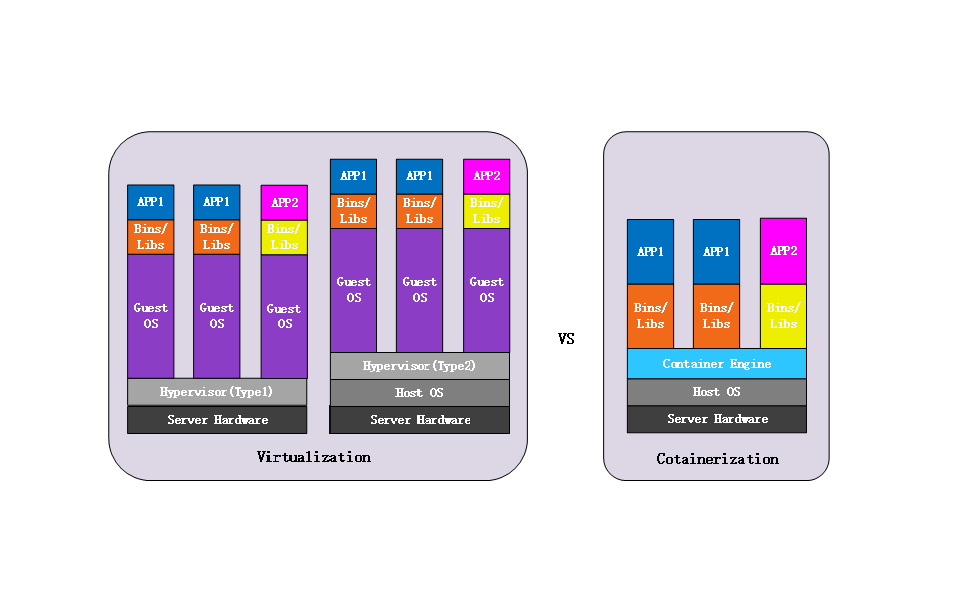 APP1
APP1
APP2
Bins/
Libs
Bins/
Libs
Bins/
Libs
Guest
OS
Guest
OS
Guest
OS
Hypervisor(Type1)
Server Hardware
APP1
APP1
APP2
Bins/
Libs
Bins/
Libs
Bins/
Libs
Guest
OS
Guest
OS
Guest
OS
Hypervisor(Type2)
Host OS
Server Hardware
Virtualization
VS
APP1
APP1
APP2
Bins/
Libs
Bins/
Libs
Bins/
Libs
Container Engine
Host OS
Server Hardware
Cotainerization